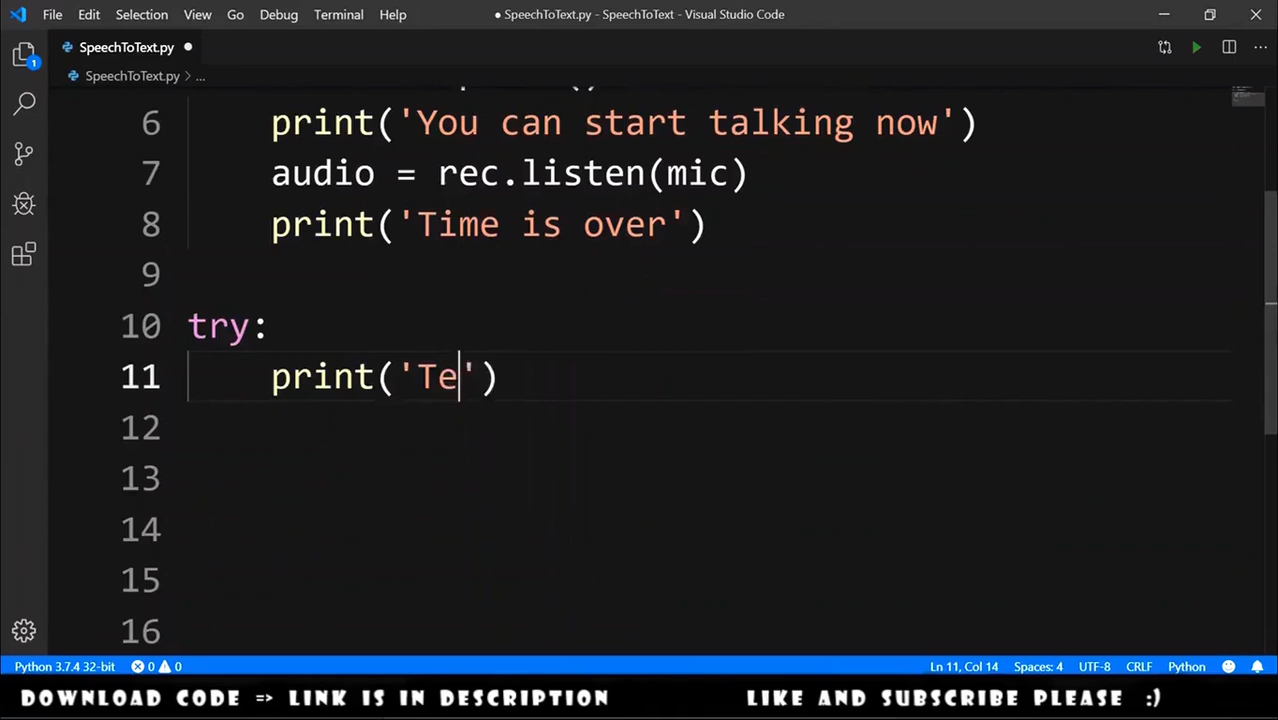 File Edit Selection View Go Debug Terminal Help ● SpeechToText.py - SpeechToText - Visual Studio Code
SpeechToText.py
SpeechToText.py > ...
6 print('You can start talking now')
7 audio = rec.listen(mic)
8 print('Time is over')
9
10 try:
11 print('Te')
12
13
14
15
16
1
Python 3.7.4 32-bit 0 0 Ln 11, Col 14 Spaces: 4 UTF-8 CRLF Python
DOWNLOAD CODE => LINK IS IN DESCRIPTION LIKE AND SUBSCRIBE PLEASE :)